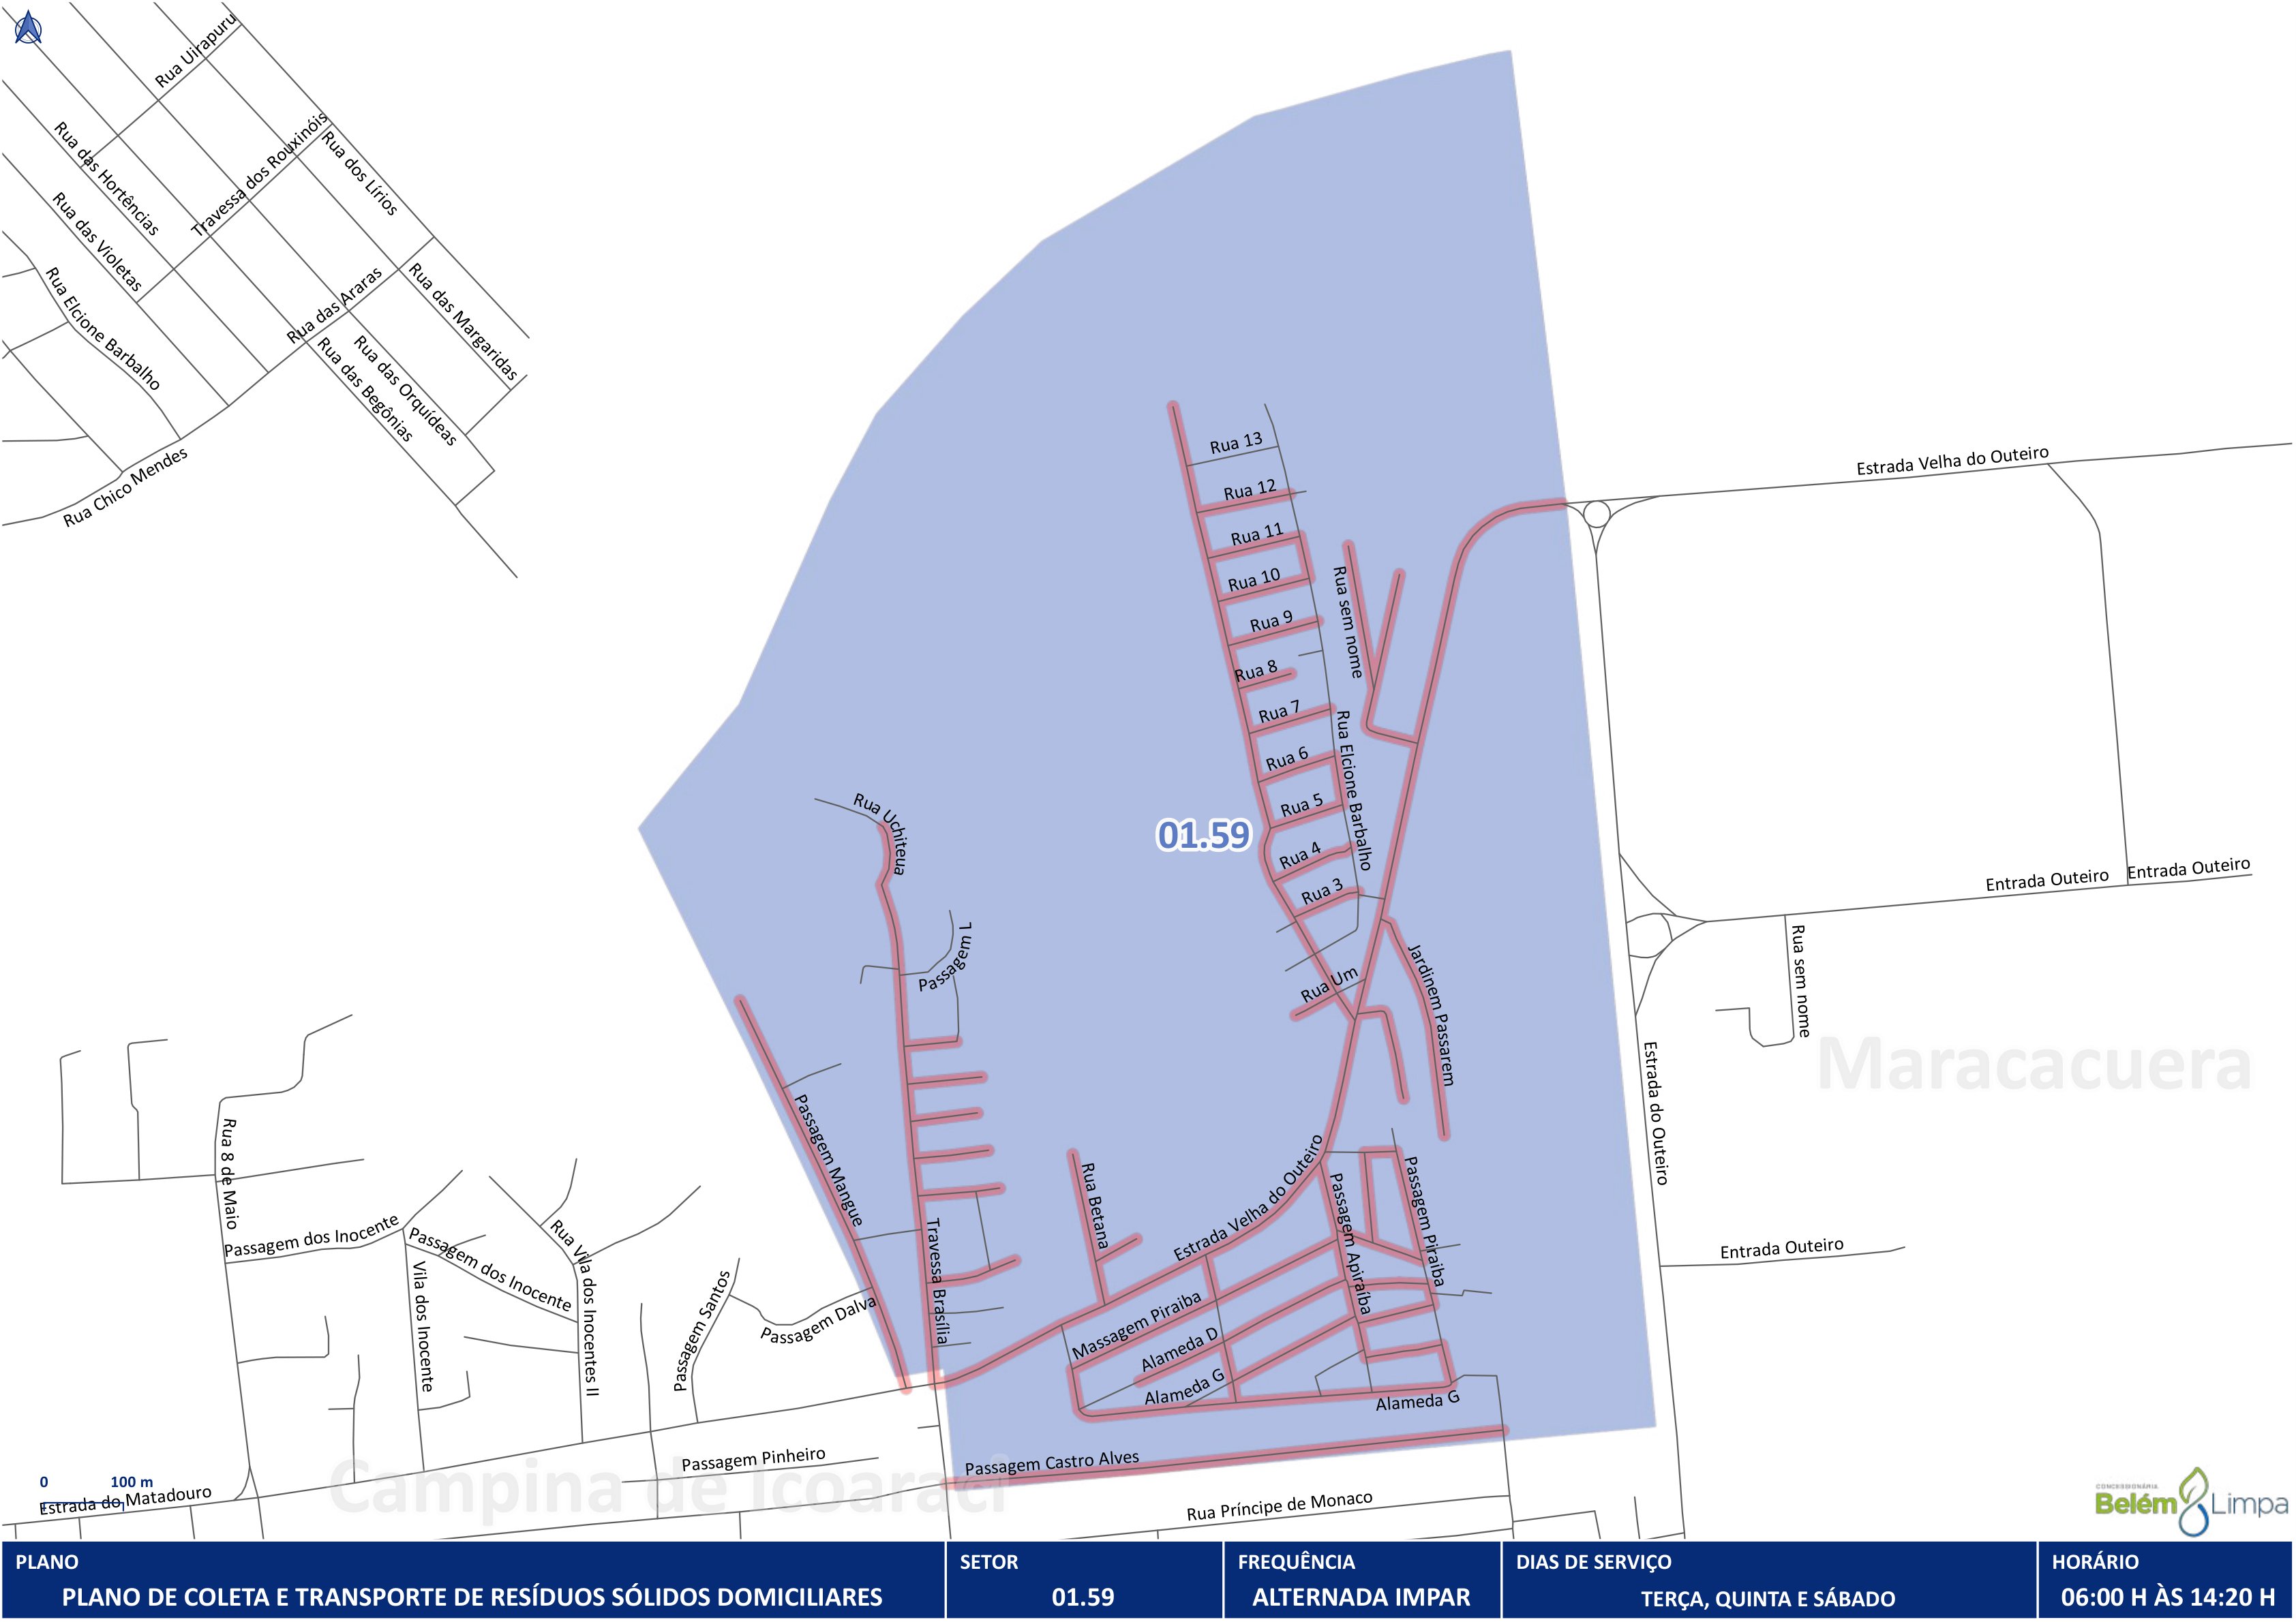 Rua Uirapuru
Travessa dos Rouxinóis
Rua dos Lírios
Rua das Hortências
Rua das Violetas
Rua das Araras
Rua das Margaridas
Rua Elcione Barbalho
Rua das Orquídeas
Rua das Begônias
Rua Chico Mendes
Rua 13
Rua 12
Rua 11
Rua 10
Rua 9
Rua 8
Rua 7
Rua 6
Rua 5
Rua 4
Rua 3
Rua Um
Rua sem nome
Rua Elcione Barbalho
Estrada Velha do Outeiro
01.59
Rua Uchiteua
Passagem 1
Jardinem Passarem
Entrada Outeiro
Entrada Outeiro
Rua sem nome
Maracacuera
Estrada do Outeiro
Entrada Outeiro
Rua 8 de Maio
Passagem dos Inocente
Passagem dos Inocente
Vila dos Inocente
Rua Vila dos Inocentes II
Passagem Santos
Passagem Dalva
Passagem Mangue
Travessa Brasília
Rua Betana
Estrada Velha do Outeiro
Passagem Apiraíba
Passagem Piraiba
Massagem Piraiba
Alameda D
Alameda G
Alameda G
Passagem Castro Alves
Passagem Pinheiro
Campina de Icoaraci
Rua Príncipe de Monaco
0 100 m
Estrada do Matadouro
CONCESSIONÁRIA
Belém Limpa
PLANO
PLANO DE COLETA E TRANSPORTE DE RESÍDUOS SÓLIDOS DOMICILIARES
SETOR
01.59
FREQUÊNCIA
ALTERNADA IMPAR
DIAS DE SERVIÇO
TERÇA, QUINTA E SÁBADO
HORÁRIO
06:00 H ÀS 14:20 H